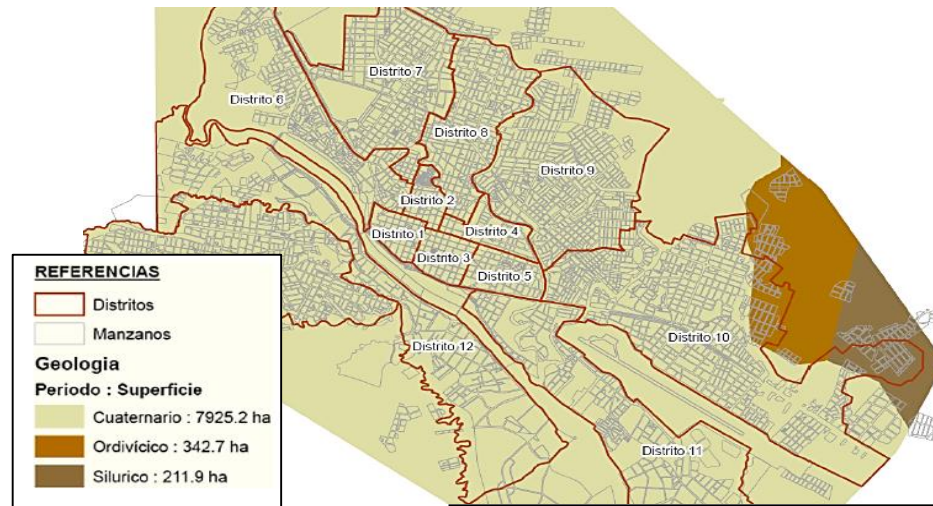 Distrito 7
Distrito 6
Distrito 8
Distrito 9
Distrito 2
Distrito 1
Distrito 4
Distrito 3
Distrito 5
Distrito 10
Distrito 12
Distrito 11
REFERENCIAS
Distritos
Manzanos
Geologia
Periodo : Superficie
Cuaternario : 7925.2 ha
Ordivícico : 342.7 ha
Silurico : 211.9 ha